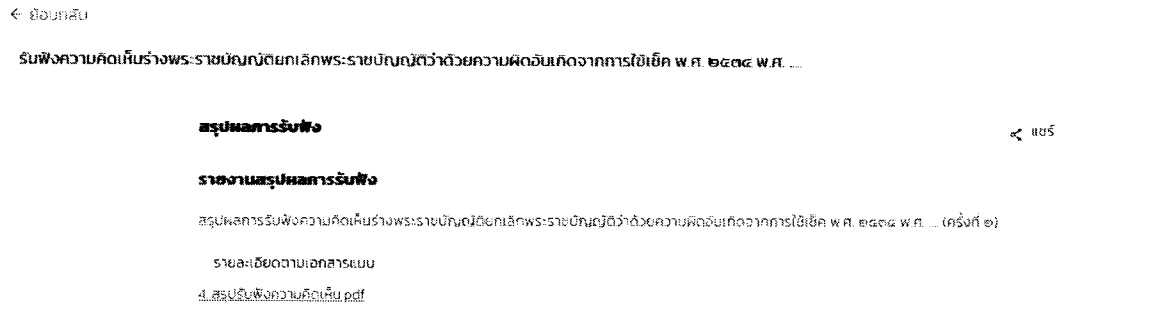 ← ย้อนกลับ
รับฟังความคิดเห็นร่างพระราชบัญญัติยกเลิกพระราชบัญญัติว่าด้วยความผิดอันเกิดจากการใช้เช็ค พ.ศ. ๒๕๓๔ พ.ศ. ....
สรุปผลการรับฟัง
แชร์
รายงานสรุปผลการรับฟัง
สรุปผลการรับฟังความคิดเห็นร่างพระราชบัญญัติยกเลิกพระราชบัญญัติว่าด้วยความผิดอันเกิดจากการใช้เช็ค พ.ศ. ๒๕๓๔ พ.ศ. .... (ครั้งที่ ๒)
รายละเอียดตามเอกสารแนบ
4. สรุปรับฟังความคิดเห็น.pdf